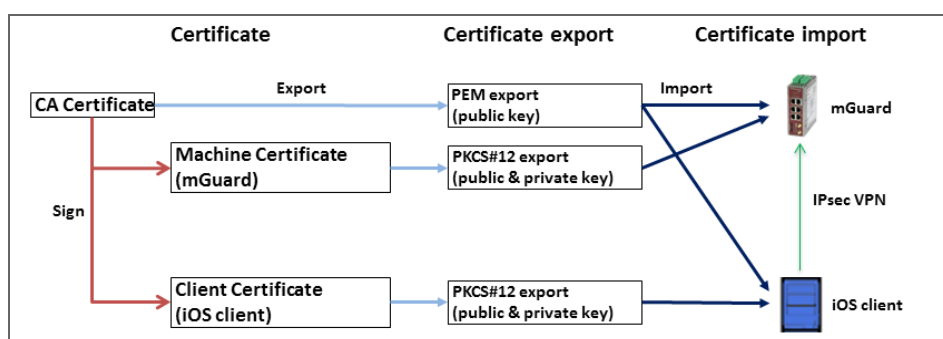 Certificate
Certificate export
Certificate import
Export
Import
CA Certificate
PEM export
(public key)
mGuard
Machine Certificate
(mGuard)
PKCS#12 export
(public & private key)
Sign
IPsec VPN
Client Certificate
(iOS client)
PKCS#12 export
(public & private key)
iOS client